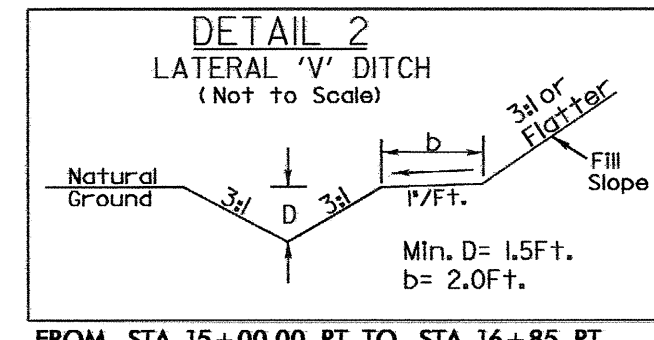 DETAIL 2
LATERAL 'V' DITCH
(Not to Scale)
3:1 or
Flatter
b
Natural
Ground
3:1
D
3:1
1"/Ft.
Fill
Slope
Min. D= 1.5Ft.
b= 2.0Ft.
FROM STA 15+00.00 RT TO STA 16+85 RT